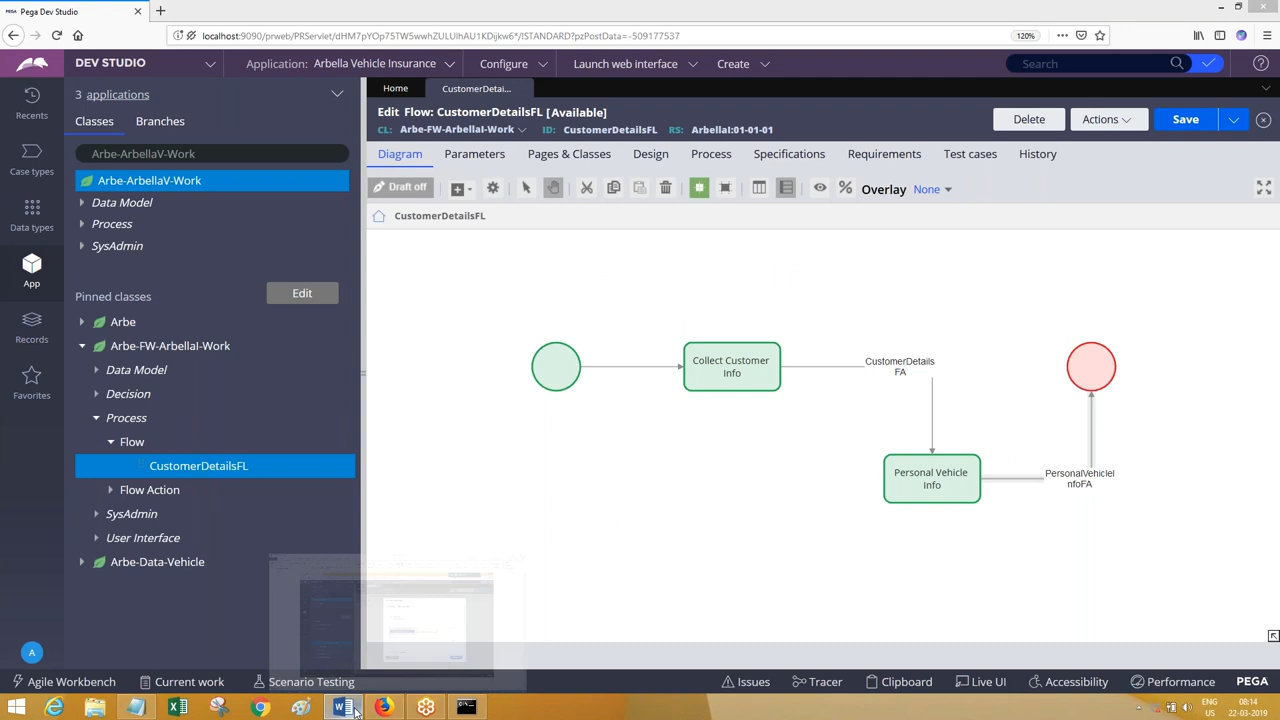 Pega Dev Studio
localhost:9090/prweb/PRServlet/dHM7pYOp75TW5wwhZULUlhAU1KDijkw6*/!STANDARD?pzPostData=-509177537
120%
DEV STUDIO
Application: Arbella Vehicle Insurance
Configure
Launch web interface
Create
Search
Recents
Case types
Data types
App
Records
Favorites
A
3 applications
Classes
Branches
Arbe-ArbellaV-Work
Arbe-ArbellaV-Work
Data Model
Process
SysAdmin
Pinned classes
Edit
Arbe
Arbe-FW-ArbellaI-Work
Data Model
Decision
Process
Flow
CustomerDetailsFL
Flow Action
SysAdmin
User Interface
Arbe-Data-Vehicle
Home
CustomerDetai...
Edit Flow: CustomerDetailsFL [Available]
CL: Arbe-FW-ArbellaI-Work ID: CustomerDetailsFL RS: ArbellaI:01-01-01
Delete
Actions
Save
Diagram
Parameters
Pages & Classes
Design
Process
Specifications
Requirements
Test cases
History
Draft off
Overlay None
CustomerDetailsFL
Collect Customer
Info
CustomerDetails
FA
Personal Vehicle
Info
PersonalVehicleI
nfoFA
Agile Workbench
Current work
Scenario Testing
Issues
Tracer
Clipboard
Live UI
Accessibility
Performance
PEGA
ENG
US
08:14
22-03-2019